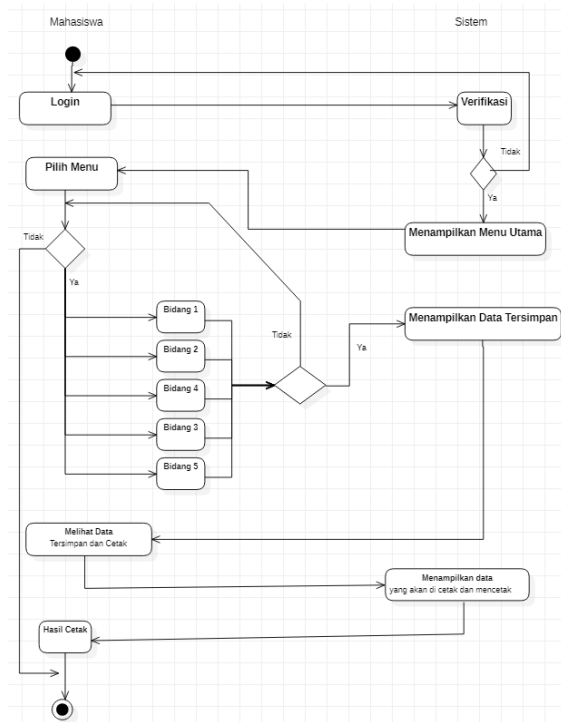 Mahasiswa
Sistem
Login
Verifikasi
Tidak
Pilih Menu
Ya
Menampilkan Menu Utama
Tidak
Ya
Bidang 1
Menampilkan Data Tersimpan
Tidak
Ya
Bidang 2
Bidang 4
Bidang 3
Bidang 5
Melihat Data
Tersimpan dan Cetak
Menampilkan data
yang akan di cetak dan mencetak
Hasil Cetak